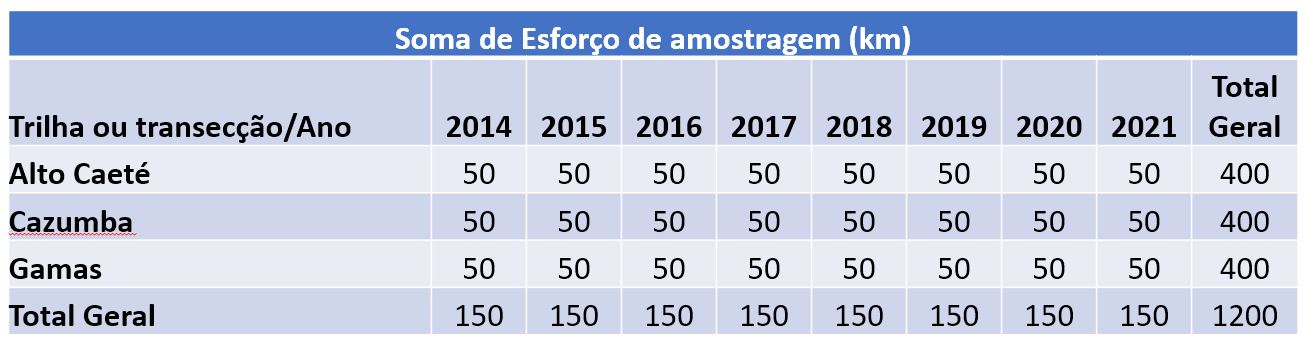 Soma de Esforço de amostragem (km)
Trilha ou transecção/Ano 2014 2015 2016 2017 2018 2019 2020 2021 Total Geral
Alto Caeté 50 50 50 50 50 50 50 50 400
Cazumba 50 50 50 50 50 50 50 50 400
Gamas 50 50 50 50 50 50 50 50 400
Total Geral 150 150 150 150 150 150 150 150 1200